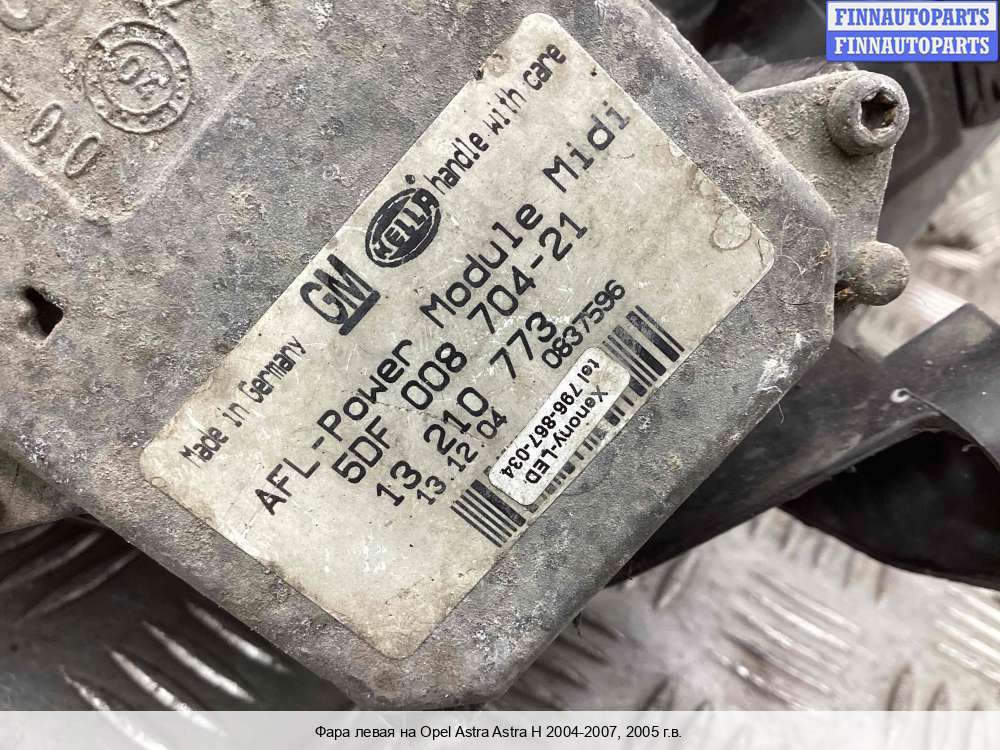 FINNAUTOPARTS
FINNAUTOPARTS
handle with care
HELLA
GM
Made in Germany
AFL-Power Module Midi
5DF 008 704-21
13 210 773
13.12.04 0837596
Xenony-LED
tel 796-867-034
Фара левая на Opel Astra Astra H 2004-2007, 2005 г.в.